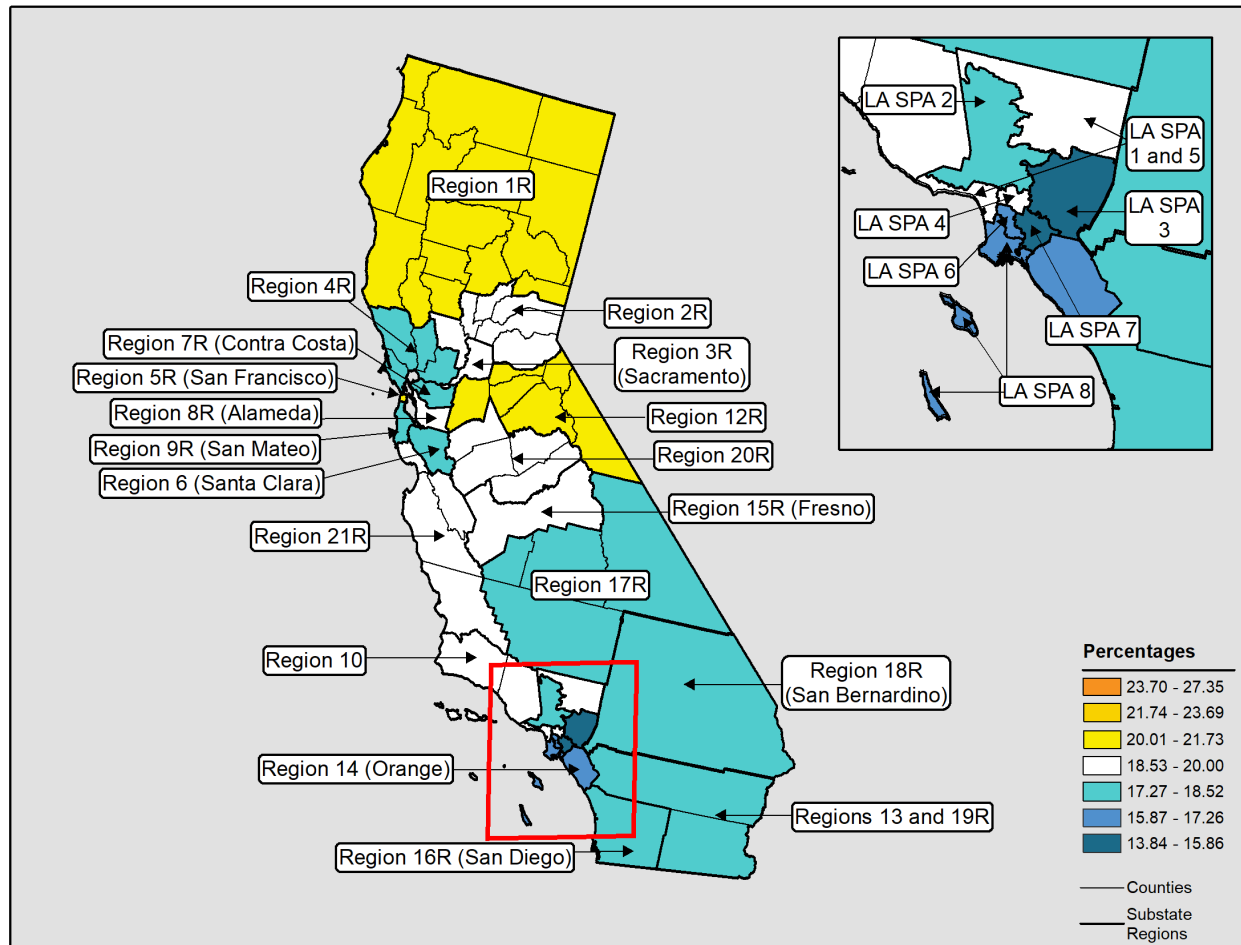 Region 1R
Region 4R
Region 2R
Region 7R (Contra Costa)
Region 3R
(Sacramento)
Region 5R (San Francisco)
Region 8R (Alameda)
Region 12R
Region 9R (San Mateo)
Region 20R
Region 6 (Santa Clara)
Region 15R (Fresno)
Region 21R
Region 17R
Region 10
Region 18R
(San Bernardino)
Region 14 (Orange)
Regions 13 and 19R
Region 16R (San Diego)
LA SPA 2
LA SPA
1 and 5
LA SPA 4
LA SPA
3
LA SPA 6
LA SPA 7
LA SPA 8
Percentages
23.70 - 27.35
21.74 - 23.69
20.01 - 21.73
18.53 - 20.00
17.27 - 18.52
15.87 - 17.26
13.84 - 15.86
Counties
Substate
Regions